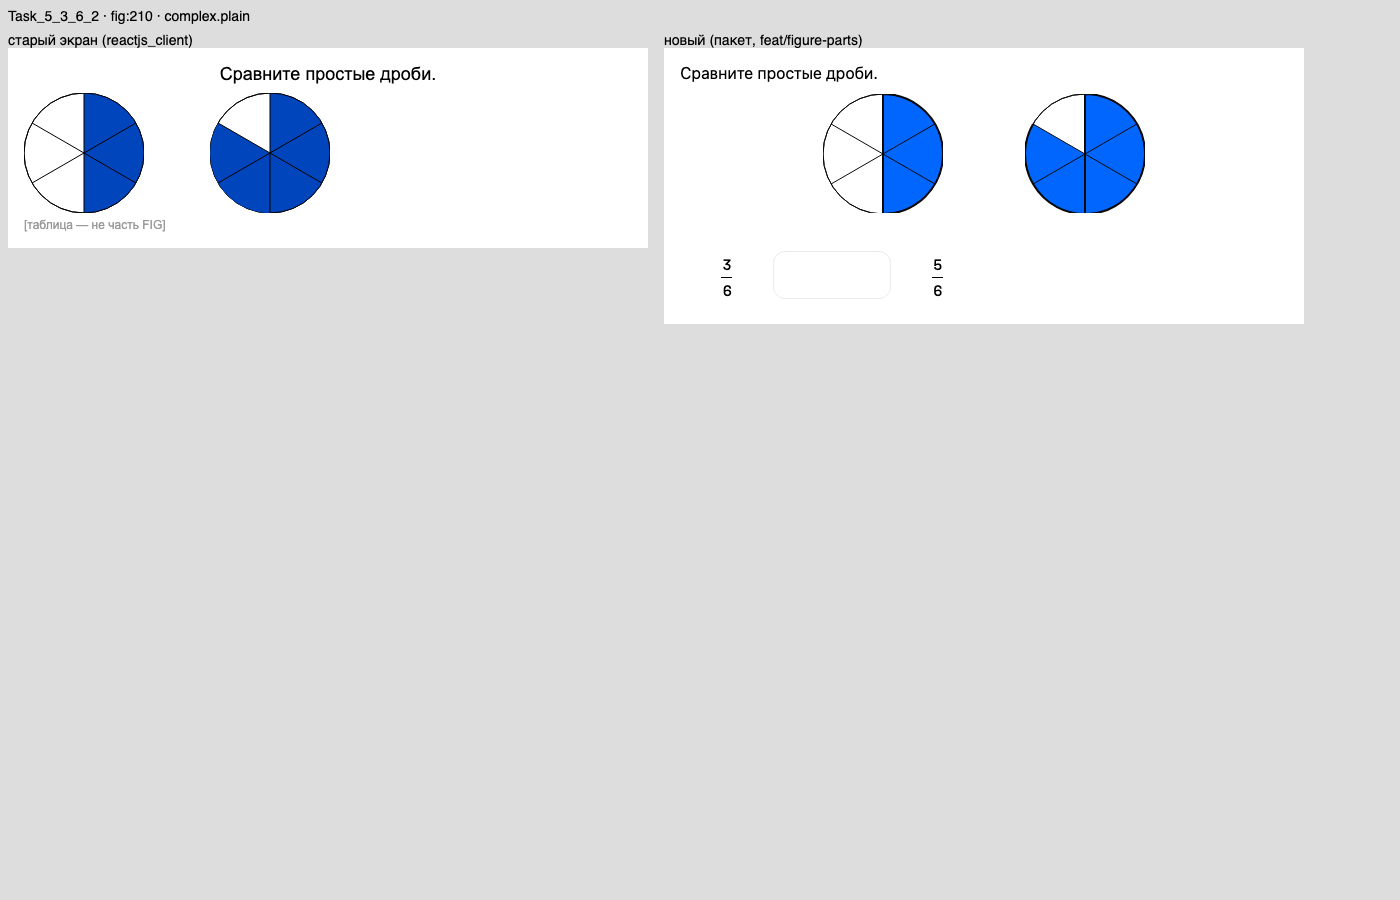 Task_5_3_6_2 · fig:210 · complex.plain
старый экран (reactjs_client)
Сравните простые дроби.
[таблица — не часть FIG]
новый (пакет, feat/figure-parts)
Сравните простые дроби.
3
6
5
6